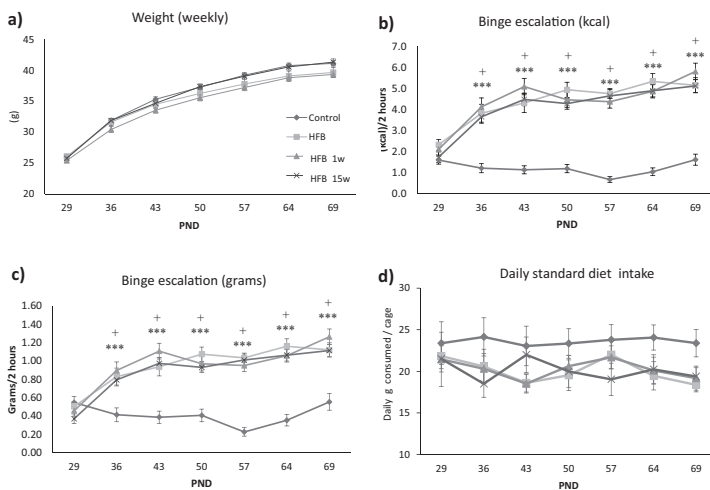 a)
Weight (weekly)
45
40
35
30
25
20
(g)
29 36 43 50 57 64 69
PND
Control
HFB
HFB 1w
HFB 15w
b)
Binge escalation (kcal)
7.0
6.0
5.0
4.0
3.0
2.0
1.0
0.0
(kcal)/2 hours
+ + + + + +
*** *** *** *** *** ***
29 36 43 50 57 64 69
PND
c)
Binge escalation (grams)
1.60
1.40
1.20
1.00
0.80
0.60
0.40
0.20
0.00
Grams/2 hours
+ + + + + +
*** *** *** *** *** ***
29 36 43 50 57 64 69
PND
d)
Daily standard diet intake
30
25
20
15
10
Daily g consumed / cage
29 36 43 50 57 64 69
PND